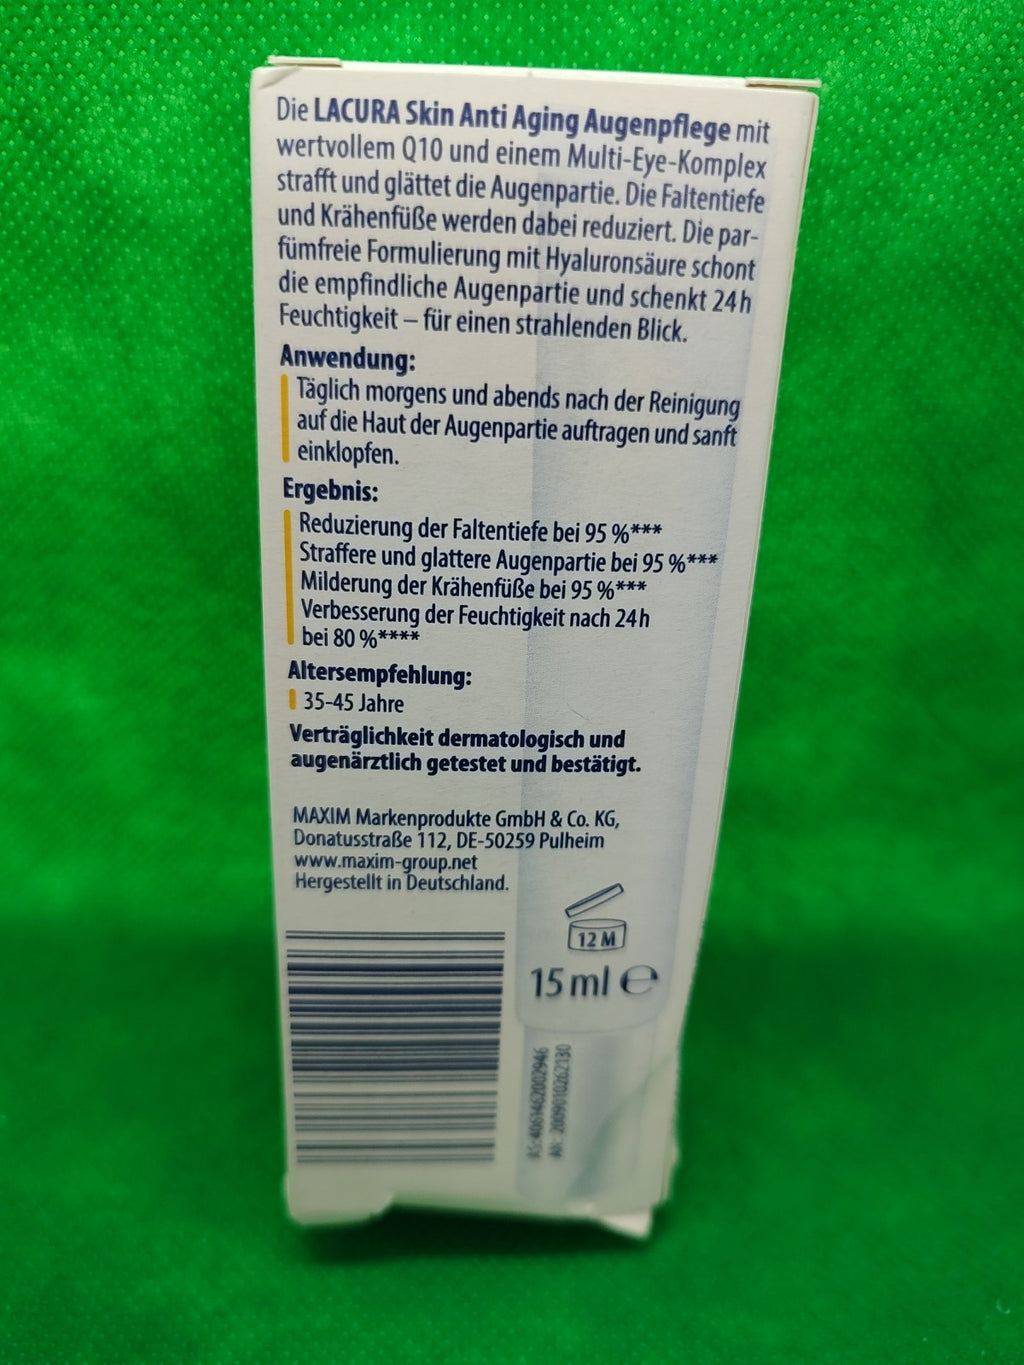 Die LACURA Skin Anti Aging Augenpflege mit
wertvollem Q10 und einem Multi-Eye-Komplex
strafft und glättet die Augenpartie. Die Faltentiefe
und Krähenfüße werden dabei reduziert. Die par-
fümfreie Formulierung mit Hyaluronsäure schont
die empfindliche Augenpartie und schenkt 24h
Feuchtigkeit – für einen strahlenden Blick.
Anwendung:
Täglich morgens und abends nach der Reinigung
auf die Haut der Augenpartie auftragen und sanft
einklopfen.
Ergebnis:
Reduzierung der Faltentiefe bei 95 %***
Straffere und glattere Augenpartie bei 95 %***
Milderung der Krähenfüße bei 95 %***
Verbesserung der Feuchtigkeit nach 24h
bei 80 %****
Altersempfehlung:
35-45 Jahre
Verträglichkeit dermatologisch und
augenärztlich getestet und bestätigt.
MAXIM Markenprodukte GmbH & Co. KG,
Donatusstraße 112, DE-50259 Pulheim
www.maxim-group.net
Hergestellt in Deutschland.
12 M
15 ml ℮
AS:4061462002946
AN: 2009010262130